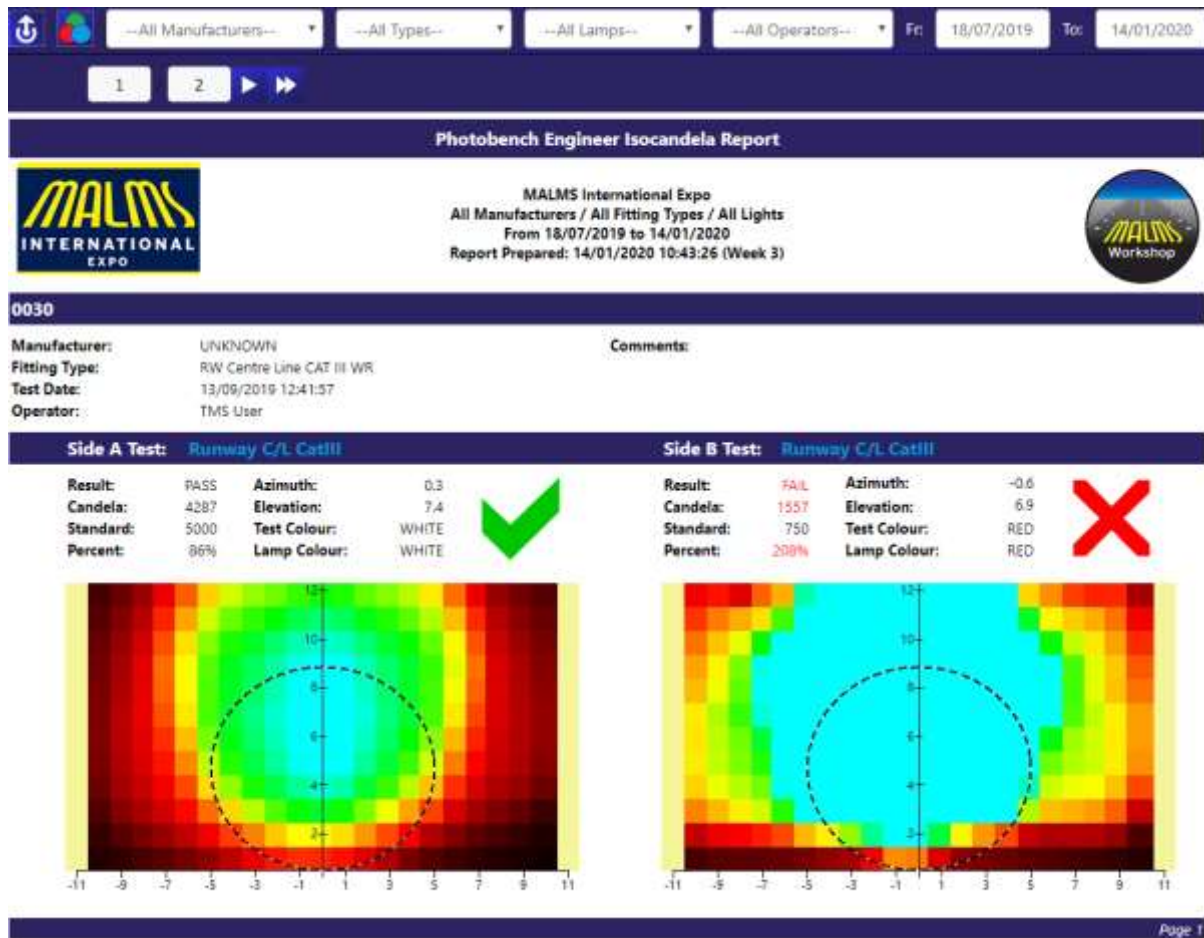 --All Manufacturers-- --All Types-- --All Lamps-- --All Operators-- Fr: 18/07/2019 To: 14/01/2020
1 2
Photobench Engineer Isocandela Report
MALMS
INTERNATIONAL
EXPO
MALMS International Expo
All Manufacturers / All Fitting Types / All Lights
From 18/07/2019 to 14/01/2020
Report Prepared: 14/01/2020 10:43:26 (Week 3)
MALMS
Workshop
0030
Manufacturer: UNKNOWN Comments:
Fitting Type: RW Centre Line CAT III WR
Test Date: 13/09/2019 12:41:57
Operator: TMS User
Side A Test: Runway C/L CatIII
Result: PASS Azimuth: 0.3
Candela: 4287 Elevation: 7.4
Standard: 5000 Test Colour: WHITE
Percent: 86% Lamp Colour: WHITE
12
10
8
6
4
2
-11 -9 -7 -5 -3 -1 1 3 5 7 9 11
Side B Test: Runway C/L CatIII
Result: FAIL Azimuth: -0.6
Candela: 1557 Elevation: 6.9
Standard: 750 Test Colour: RED
Percent: 208% Lamp Colour: RED
12
10
8
6
4
2
-11 -9 -7 -5 -3 -1 1 3 5 7 9 11
Page 1